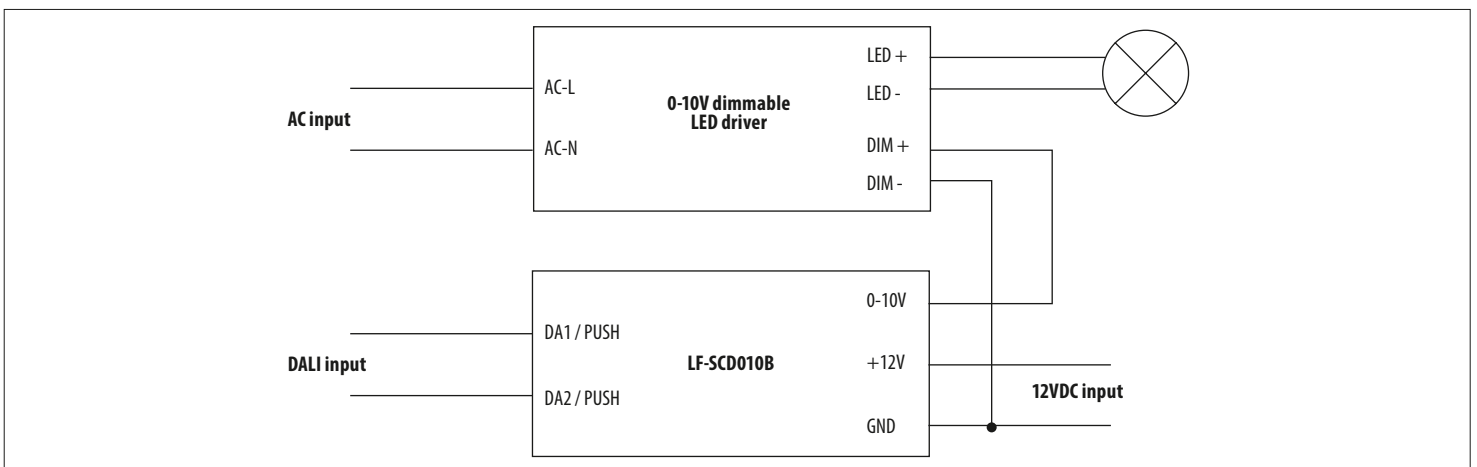 AC input
AC-L
AC-N
0-10V dimmable
LED driver
LED +
LED -
DIM +
DIM -
DALI input
DA1 / PUSH
DA2 / PUSH
LF-SCD010B
0-10V
+12V
GND
12VDC input